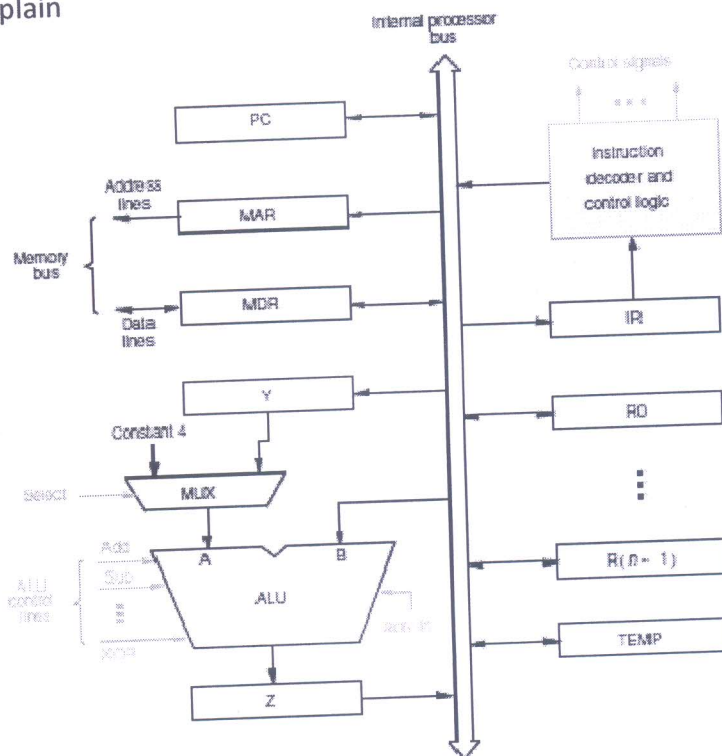 plain
Internal processor
bus
Control signals
PC
Instruction
decoder and
control logic
Address
lines
MAR
Memory
bus
MDR
Data
lines
IR
Y
R0
Constant 4
Select
MUX
Add
A
B
R(n - 1)
Sub
ALU
control
lines
ALU
TEMP
Z